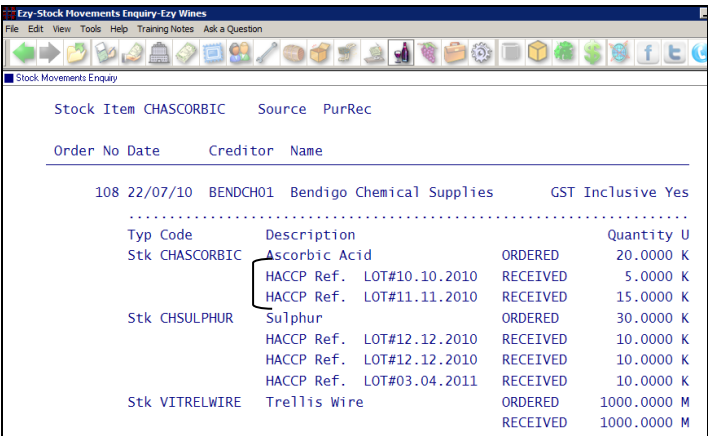 Ezy-Stock Movements Enquiry-Ezy Wines
File Edit View Tools Help Training Notes Ask a Question
Stock Movements Enquiry
Stock Item CHASCORBIC Source PurRec
Order No Date Creditor Name
108 22/07/10 BENDCH01 Bendigo Chemical Supplies GST Inclusive Yes
Typ Code Description Quantity U
Stk CHASCORBIC Ascorbic Acid ORDERED 20.0000 K
HACCP Ref. LOT#10.10.2010 RECEIVED 5.0000 K
HACCP Ref. LOT#11.11.2010 RECEIVED 15.0000 K
Stk CHSULPHUR Sulphur ORDERED 30.0000 K
HACCP Ref. LOT#12.12.2010 RECEIVED 10.0000 K
HACCP Ref. LOT#12.12.2010 RECEIVED 10.0000 K
HACCP Ref. LOT#03.04.2011 RECEIVED 10.0000 K
Stk VITRELWIRE Trellis Wire ORDERED 1000.0000 M
RECEIVED 1000.0000 M